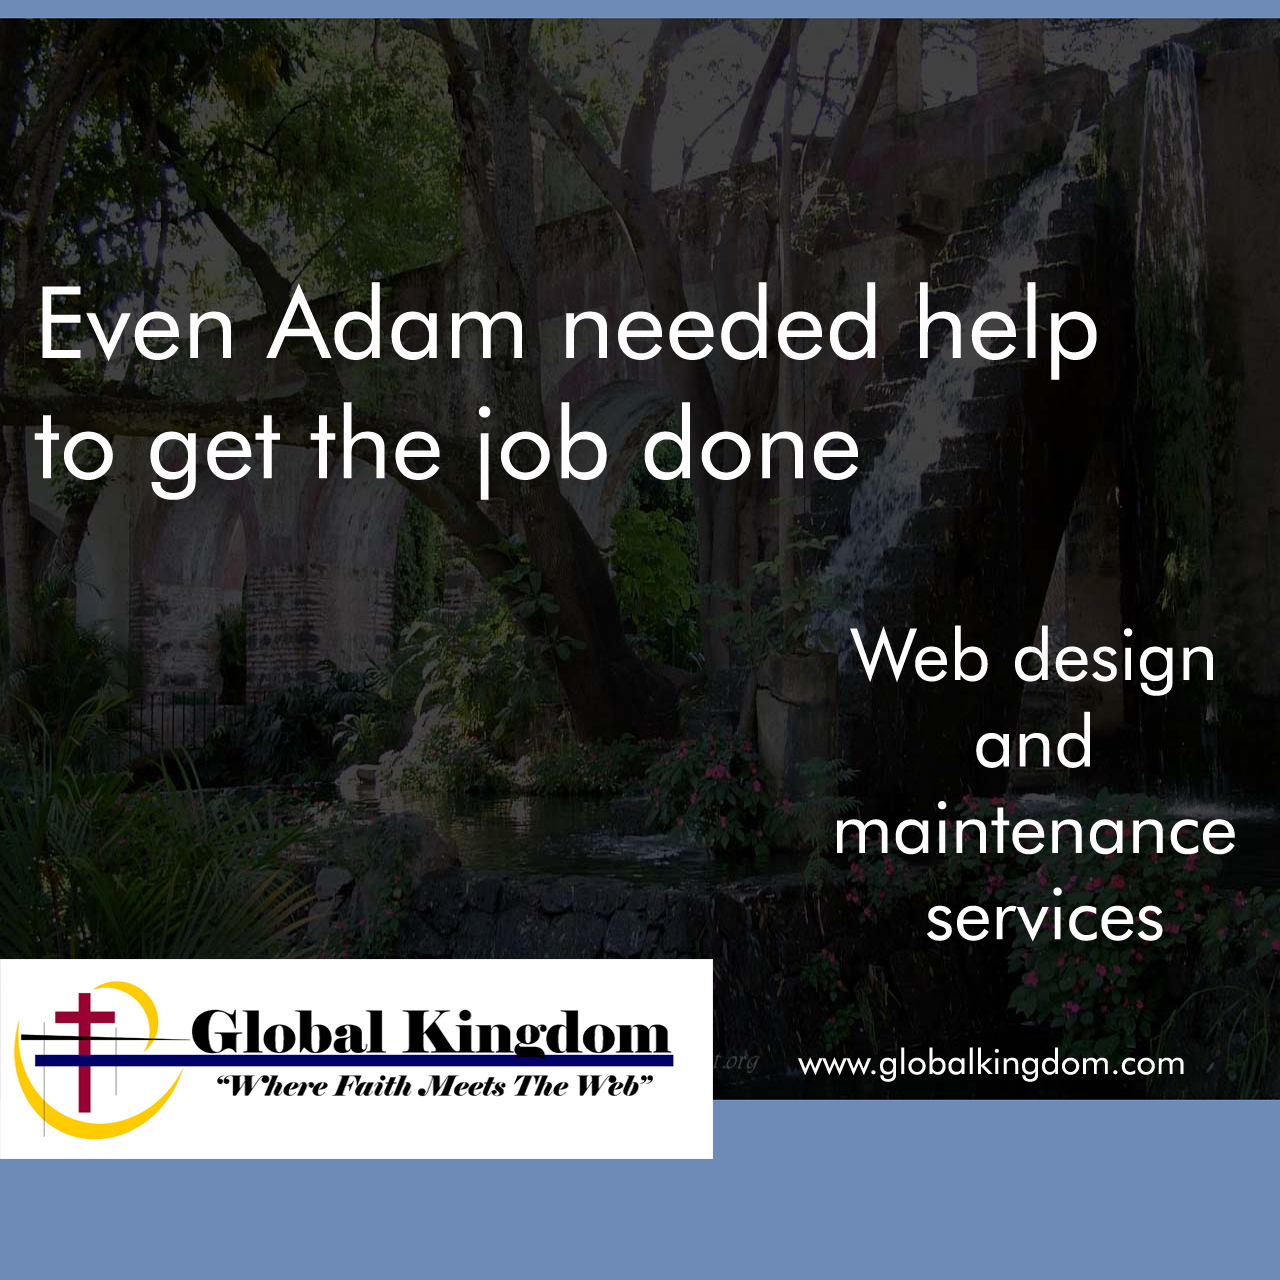 Even Adam needed help
to get the job done
Web design
and
maintenance
services
Global Kingdom
“Where Faith Meets The Web”
www.globalkingdom.com